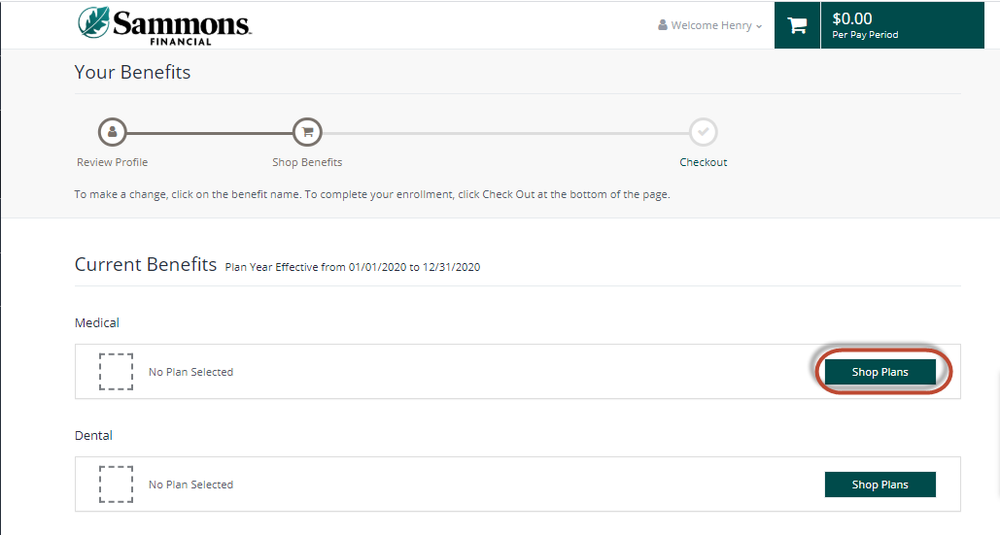 Sammons
FINANCIAL
Welcome Henry
$0.00
Per Pay Period
Your Benefits
Review Profile
Shop Benefits
Checkout
To make a change, click on the benefit name. To complete your enrollment, click Check Out at the bottom of the page.
Current Benefits Plan Year Effective from 01/01/2020 to 12/31/2020
Medical
No Plan Selected
Shop Plans
Dental
No Plan Selected
Shop Plans